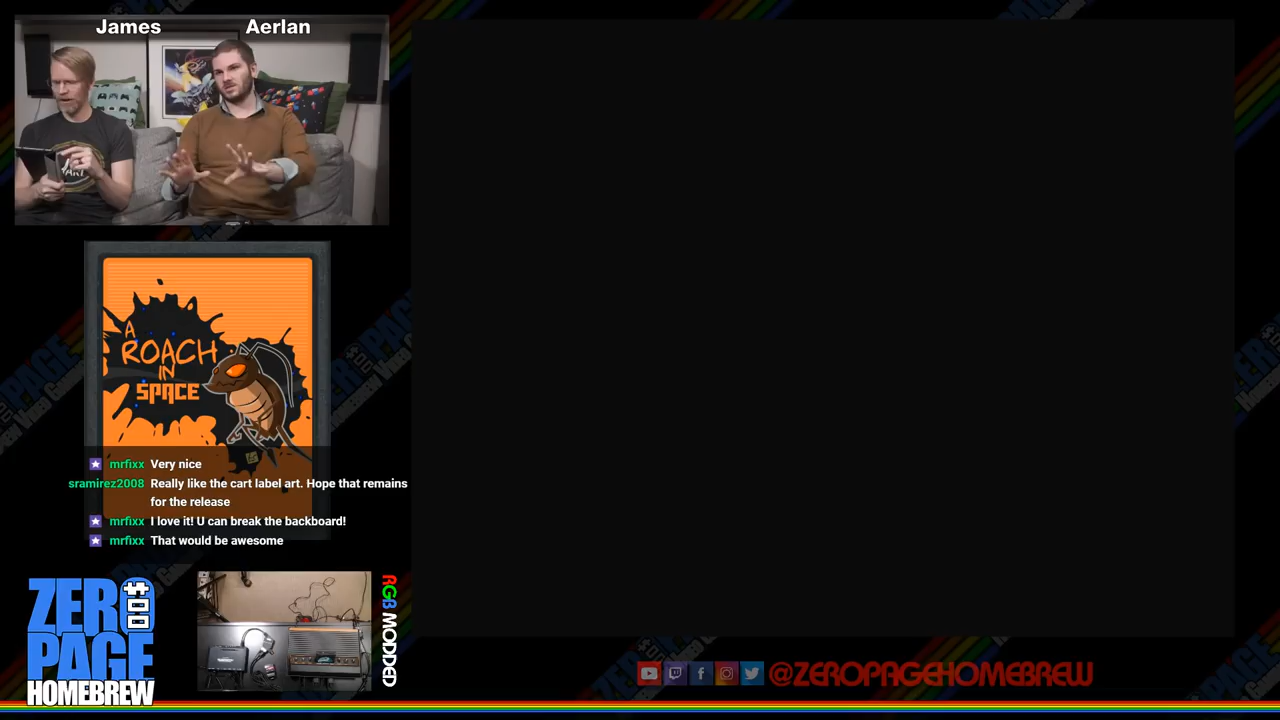 James Aerlan
A
ROACH
IN
SPACE
mrfixx Very nice
sramirez2008 Really like the cart label art. Hope that remains
for the release
mrfixx I love it! U can break the backboard!
mrfixx That would be awesome
ZERO $00
PAGE
HOMEBREW
RGB MODDED
@ZEROPAGEHOMEBREW